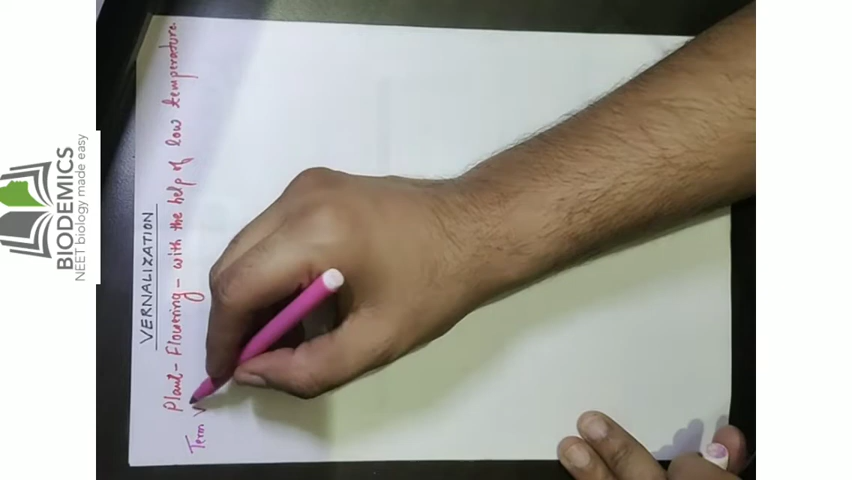 BIODEMICS
NEET biology made easy
VERNALIZATION
Plant - Flowering - with the help of low temperature.
Term V